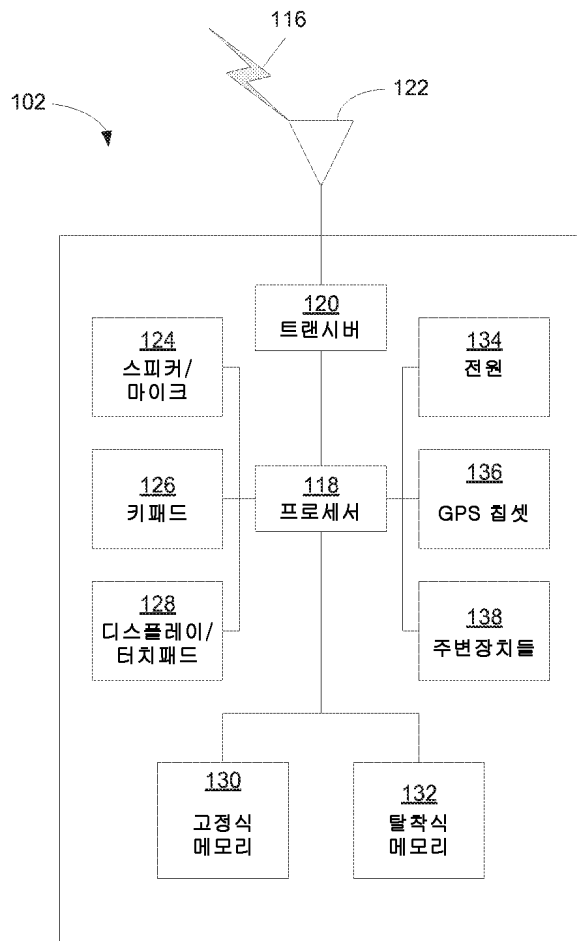 116
122
102
120
트랜시버
124
스피커/
마이크
134
전원
126
키패드
118
프로세서
136
GPS 칩셋
128
디스플레이/
터치패드
138
주변장치들
130
고정식
메모리
132
탈착식
메모리